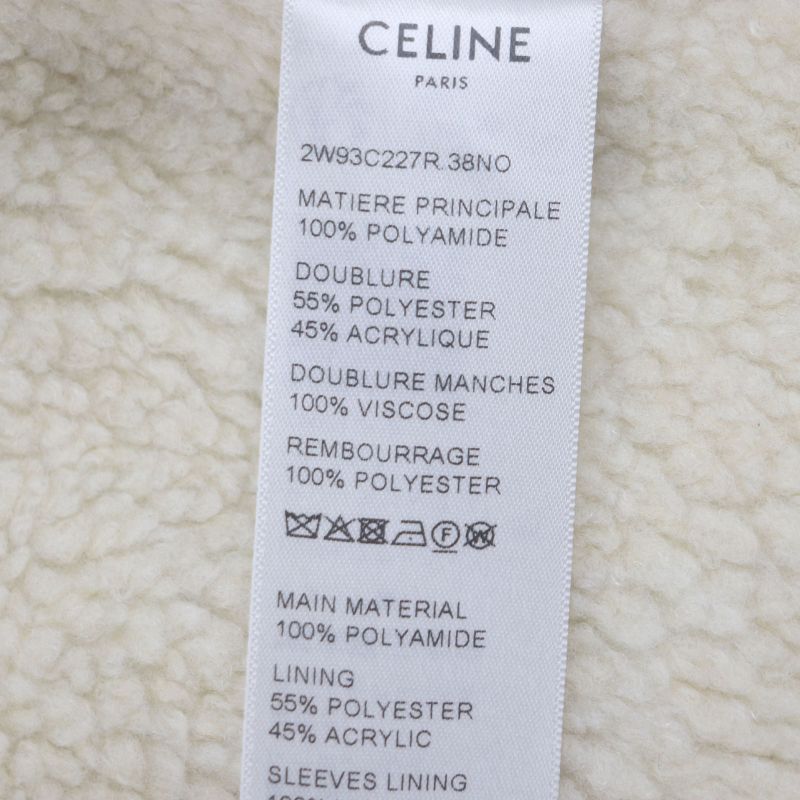 CELINE
PARIS
2W93C227R.38NO
MATIERE PRINCIPALE
100% POLYAMIDE
DOUBLURE
55% POLYESTER
45% ACRYLIQUE
DOUBLURE MANCHES
100% VISCOSE
REMBOURRAGE
100% POLYESTER
F W
MAIN MATERIAL
100% POLYAMIDE
LINING
55% POLYESTER
45% ACRYLIC
SLEEVES LINING